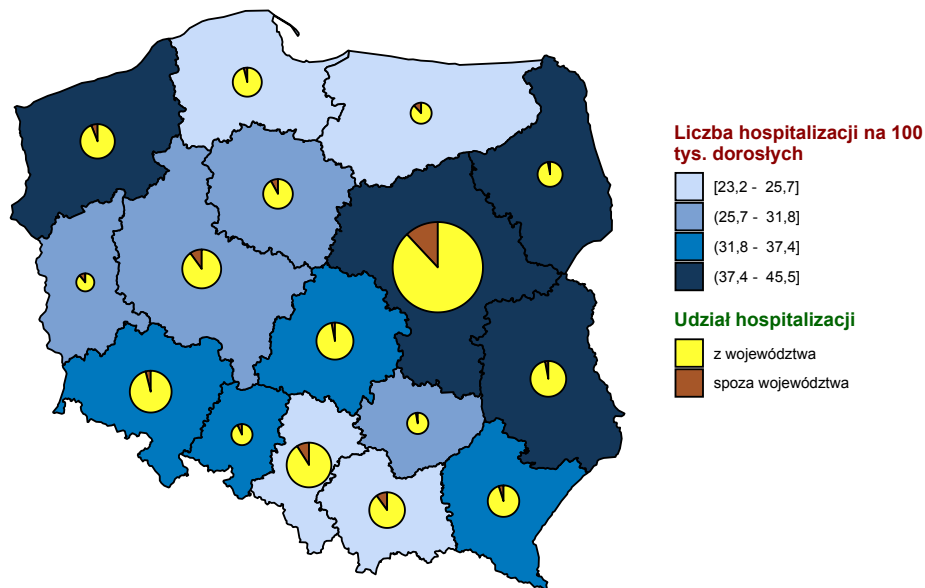 Liczba hospitalizacji na 100
tys. dorosłych
[23,2 - 25,7]
(25,7 - 31,8]
(31,8 - 37,4]
(37,4 - 45,5]
Udział hospitalizacji
z województwa
spoza województwa